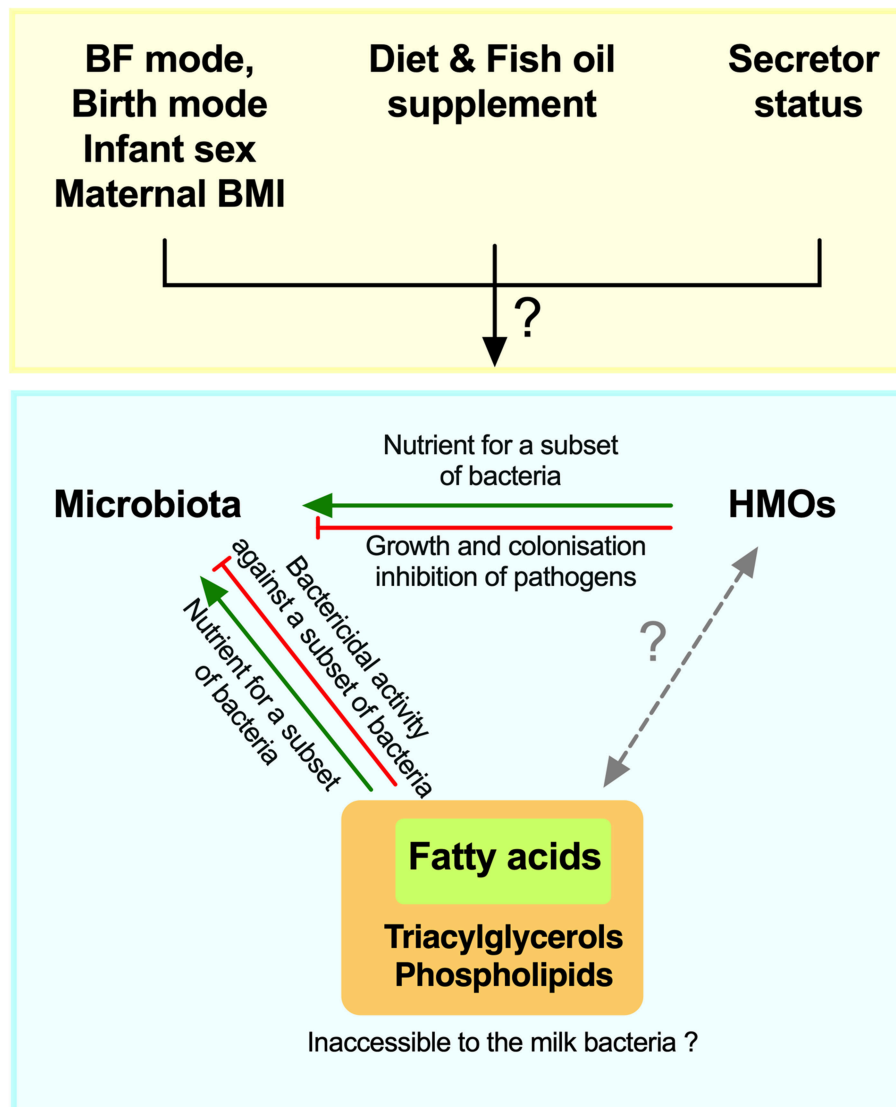 BF mode,
Birth mode
Infant sex
Maternal BMI
Diet & Fish oil
supplement
Secretor
status
?
Nutrient for a subset
of bacteria
Microbiota
HMOs
Growth and colonisation
inhibition of pathogens
Bactericidal activity
against a subset of bacteria
Nutrient for a subset
of bacteria
?
Fatty acids
Triacylglycerols
Phospholipids
Inaccessible to the milk bacteria ?